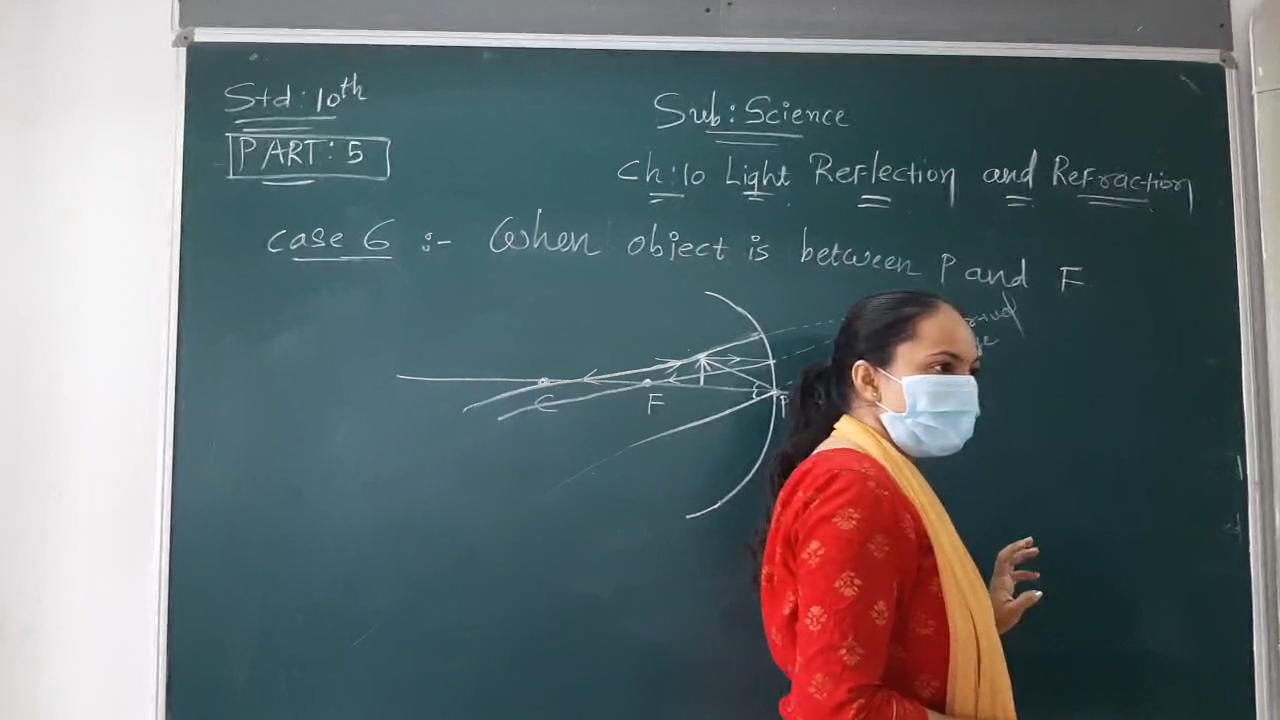 Std: 10th
PART: 5
Sub: Science
Ch: 10 Light Reflection and Refraction
case 6 :- When object is between P and F
C F P